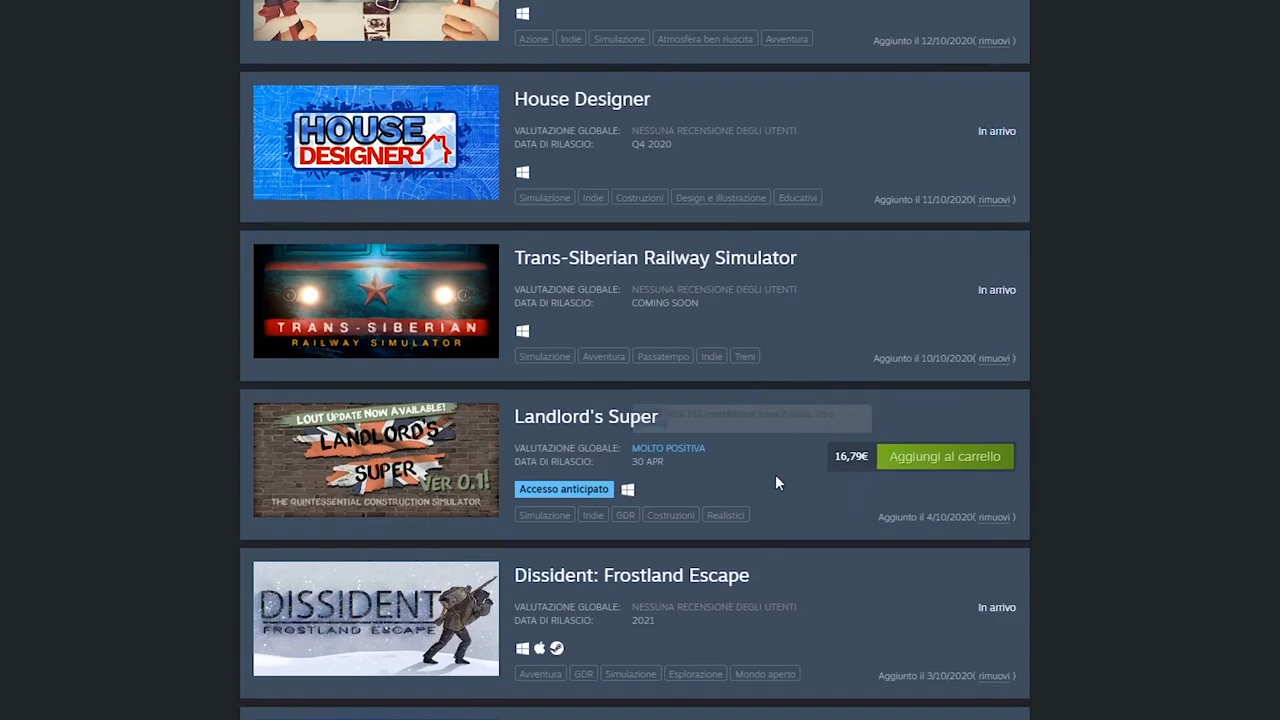 Azione Indie Simulazione Atmosfera ben riuscita Avventura
Aggiunto il 12/10/2020( rimuovi )
HOUSE
DESIGNER
House Designer
VALUTAZIONE GLOBALE: NESSUNA RECENSIONE DEGLI UTENTI
DATA DI RILASCIO: Q4 2020
In arrivo
Simulazione Indie Costruzioni Design e illustrazione Educativi
Aggiunto il 11/10/2020( rimuovi )
TRANS-SIBERIAN
RAILWAY SIMULATOR
Trans-Siberian Railway Simulator
VALUTAZIONE GLOBALE: NESSUNA RECENSIONE DEGLI UTENTI
DATA DI RILASCIO: COMING SOON
In arrivo
Simulazione Avventura Passatempo Indie Treni
Aggiunto il 10/10/2020( rimuovi )
LOUT UPDATE NOW AVAILABLE!
LANDLORD'S
SUPER
VER 0.1!
THE QUINTESSENTIAL CONSTRUCTION SIMULATOR
Landlord's Super
VALUTAZIONE GLOBALE: MOLTO POSITIVA
DATA DI RILASCIO: 30 APR
16,79€ Aggiungi al carrello
Accesso anticipato
Simulazione Indie GDR Costruzioni Realistici
Aggiunto il 4/10/2020( rimuovi )
DISSIDENT
FROSTLAND ESCAPE
Dissident: Frostland Escape
VALUTAZIONE GLOBALE: NESSUNA RECENSIONE DEGLI UTENTI
DATA DI RILASCIO: 2021
In arrivo
Avventura GDR Simulazione Esplorazione Mondo aperto
Aggiunto il 3/10/2020( rimuovi )